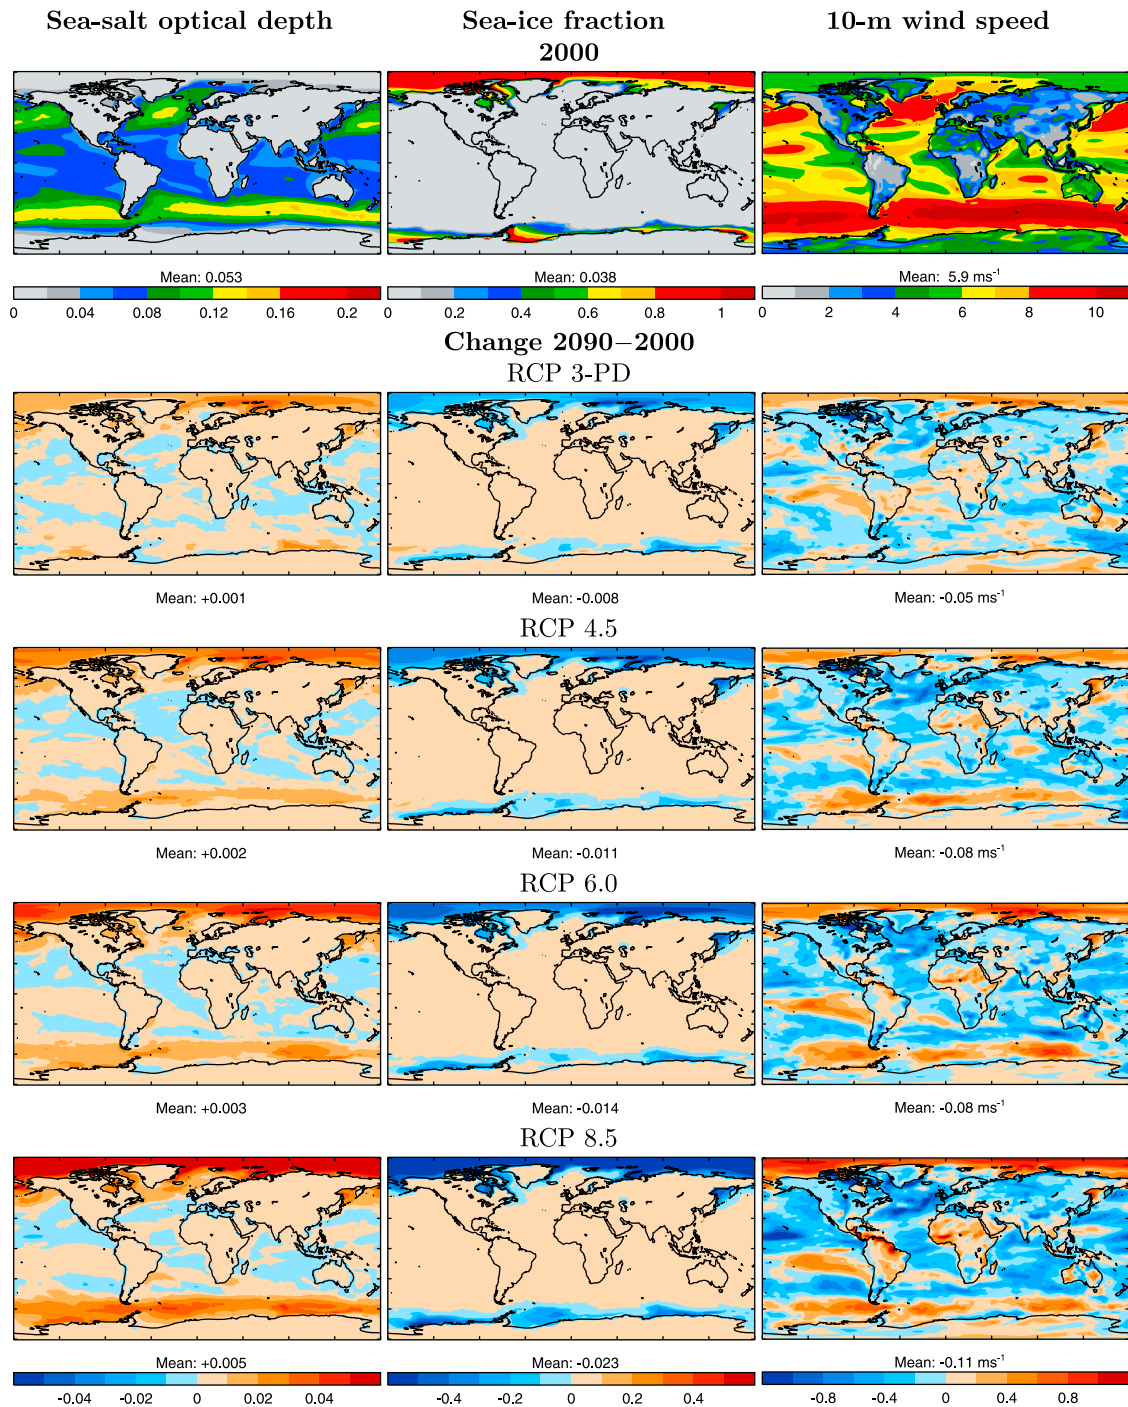 Sea-salt optical depth Sea-ice fraction 10-m wind speed
2000
Mean: 0.053 Mean: 0.038 Mean: 5.9 ms⁻¹
0 0.04 0.08 0.12 0.16 0.2 0 0.2 0.4 0.6 0.8 1 0 2 4 6 8 10
Change 2090−2000
RCP 3-PD
Mean: +0.001 Mean: -0.008 Mean: -0.05 ms⁻¹
RCP 4.5
Mean: +0.002 Mean: -0.011 Mean: -0.08 ms⁻¹
RCP 6.0
Mean: +0.003 Mean: -0.014 Mean: -0.08 ms⁻¹
RCP 8.5
Mean: +0.005 Mean: -0.023 Mean: -0.11 ms⁻¹
-0.04 -0.02 0 0.02 0.04 -0.4 -0.2 0 0.2 0.4 -0.8 -0.4 0 0.4 0.8